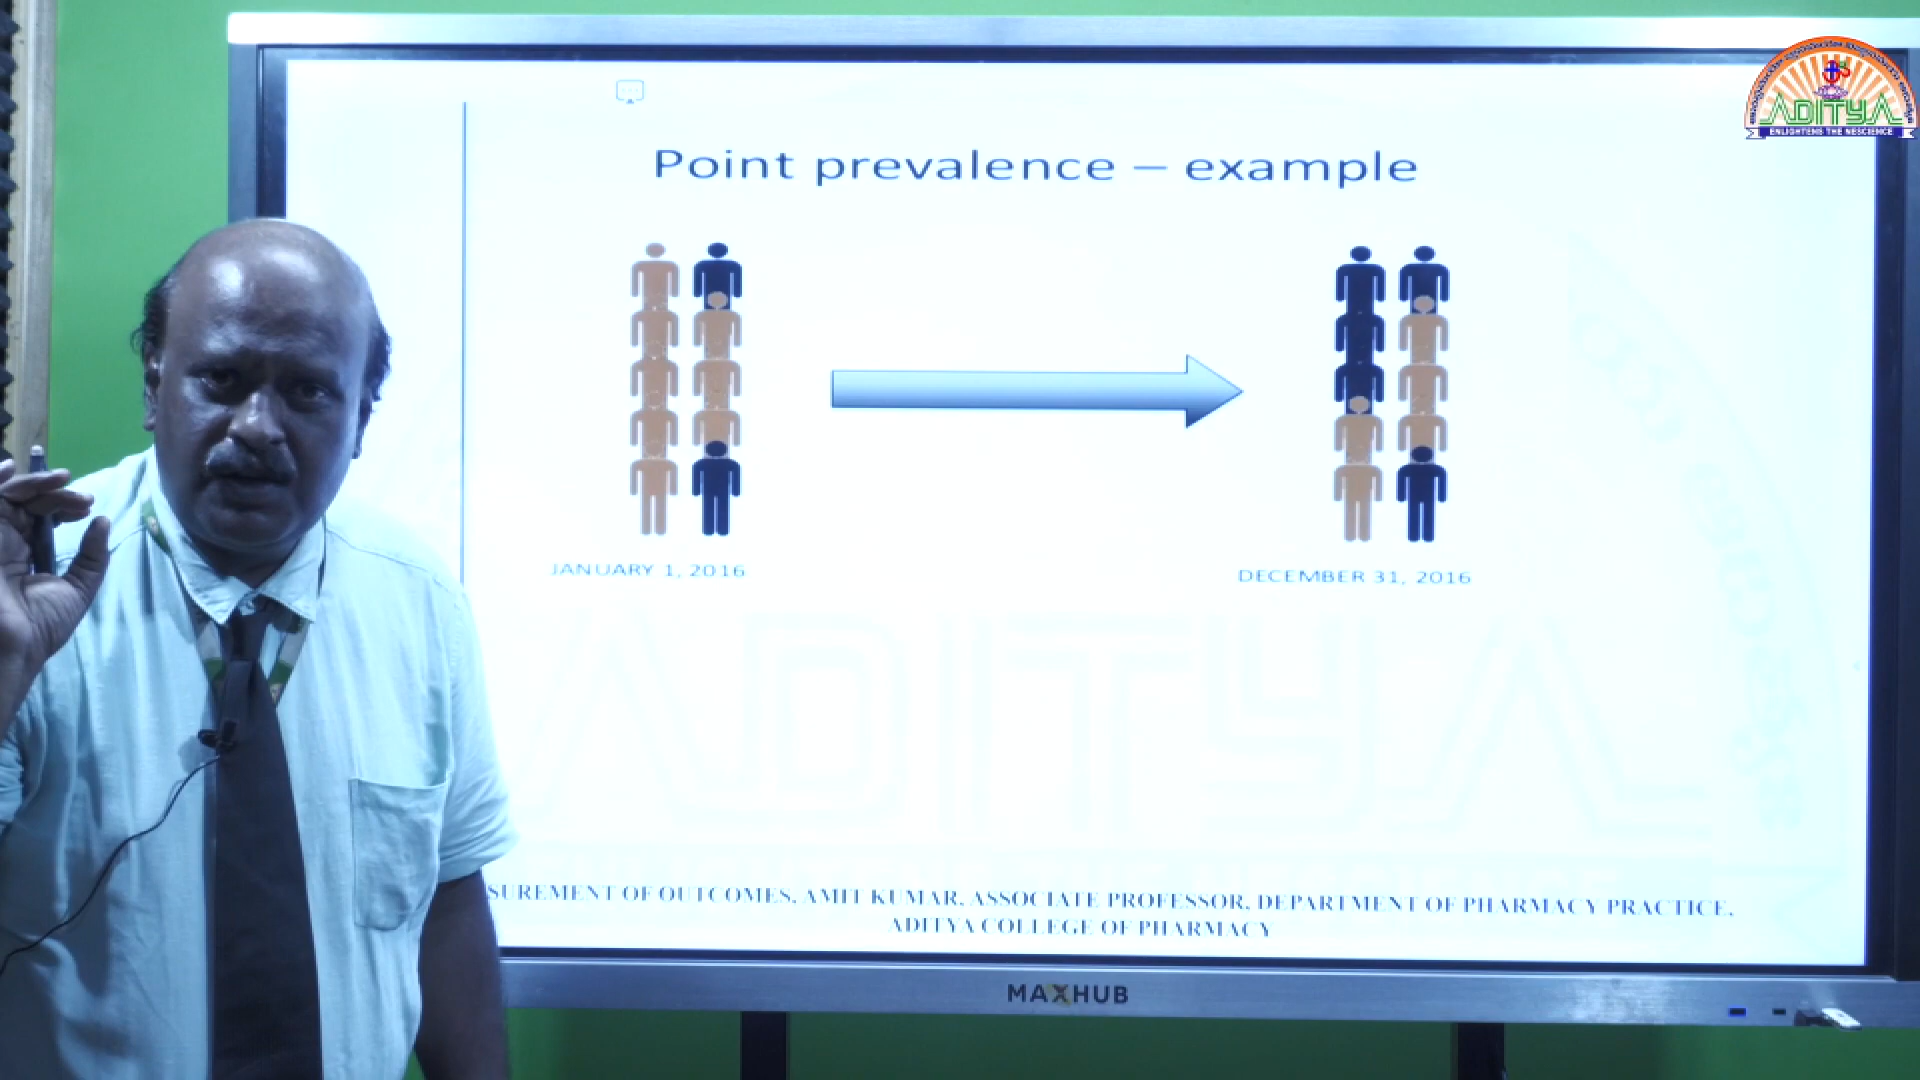 Point prevalence – example
JANUARY 1, 2016
DECEMBER 31, 2016
SUREMENT OF OUTCOMES, AMIT KUMAR, ASSOCIATE PROFESSOR, DEPARTMENT OF PHARMACY PRACTICE,
ADITYA COLLEGE OF PHARMACY
MAXHUB
ADITYA
ENLIGHTENS THE NESCIENCE
ADITYA